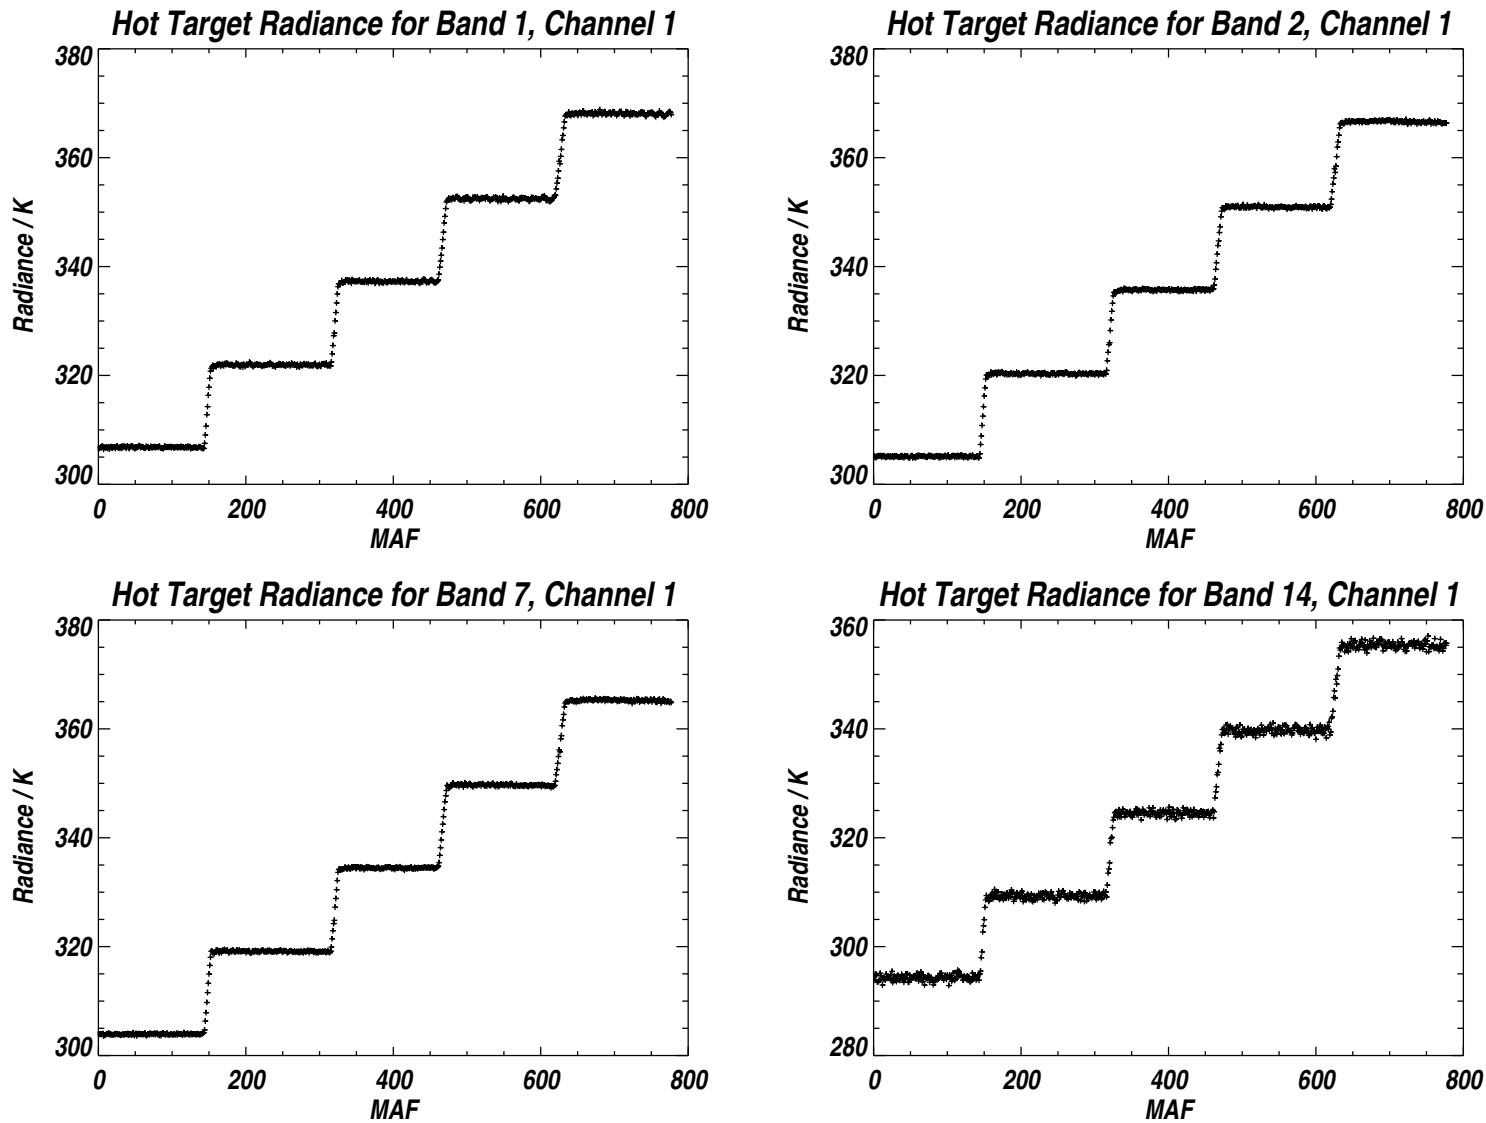 Hot Target Radiance for Band 1, Channel 1
380
360
340
320
300
Radiance / K
0 200 400 600 800
MAF
Hot Target Radiance for Band 2, Channel 1
380
360
340
320
300
Radiance / K
0 200 400 600 800
MAF
Hot Target Radiance for Band 7, Channel 1
380
360
340
320
300
Radiance / K
0 200 400 600 800
MAF
Hot Target Radiance for Band 14, Channel 1
360
340
320
300
280
Radiance / K
0 200 400 600 800
MAF